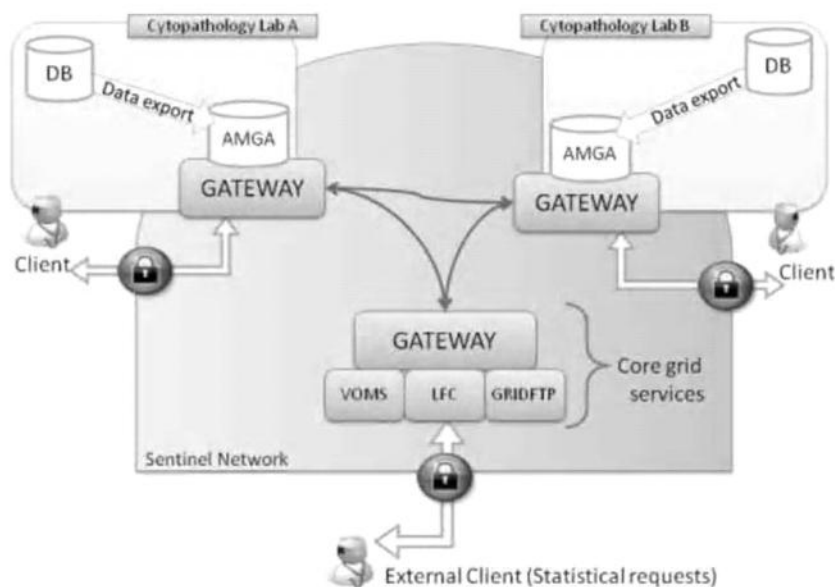 Cytopathology Lab A
Cytopathology Lab B
DB
Data export
AMGA
GATEWAY
Client
DB
Data export
AMGA
GATEWAY
Client
GATEWAY
VOMS
LFC
GRIDFTP
Core grid
services
Sentinel Network
External Client (Statistical requests)